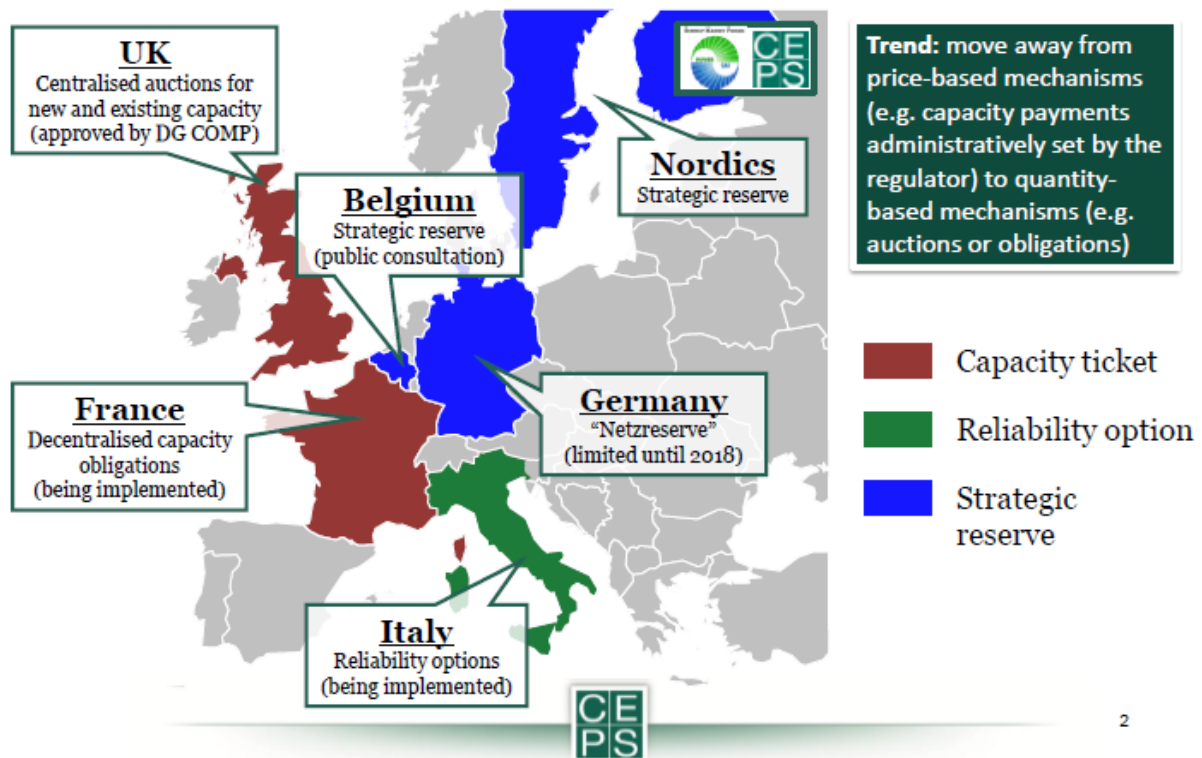 UK
Centralised auctions for
new and existing capacity
(approved by DG COMP)
CE
PS
Trend: move away from
price-based mechanisms
(e.g. capacity payments
administratively set by the
regulator) to quantity-
based mechanisms (e.g.
auctions or obligations)
Nordics
Strategic reserve
Belgium
Strategic reserve
(public consultation)
France
Decentralised capacity
obligations
(being implemented)
Germany
“Netzreserve”
(limited until 2018)
Capacity ticket
Reliability option
Strategic
reserve
Italy
Reliability options
(being implemented)
CE
PS
2